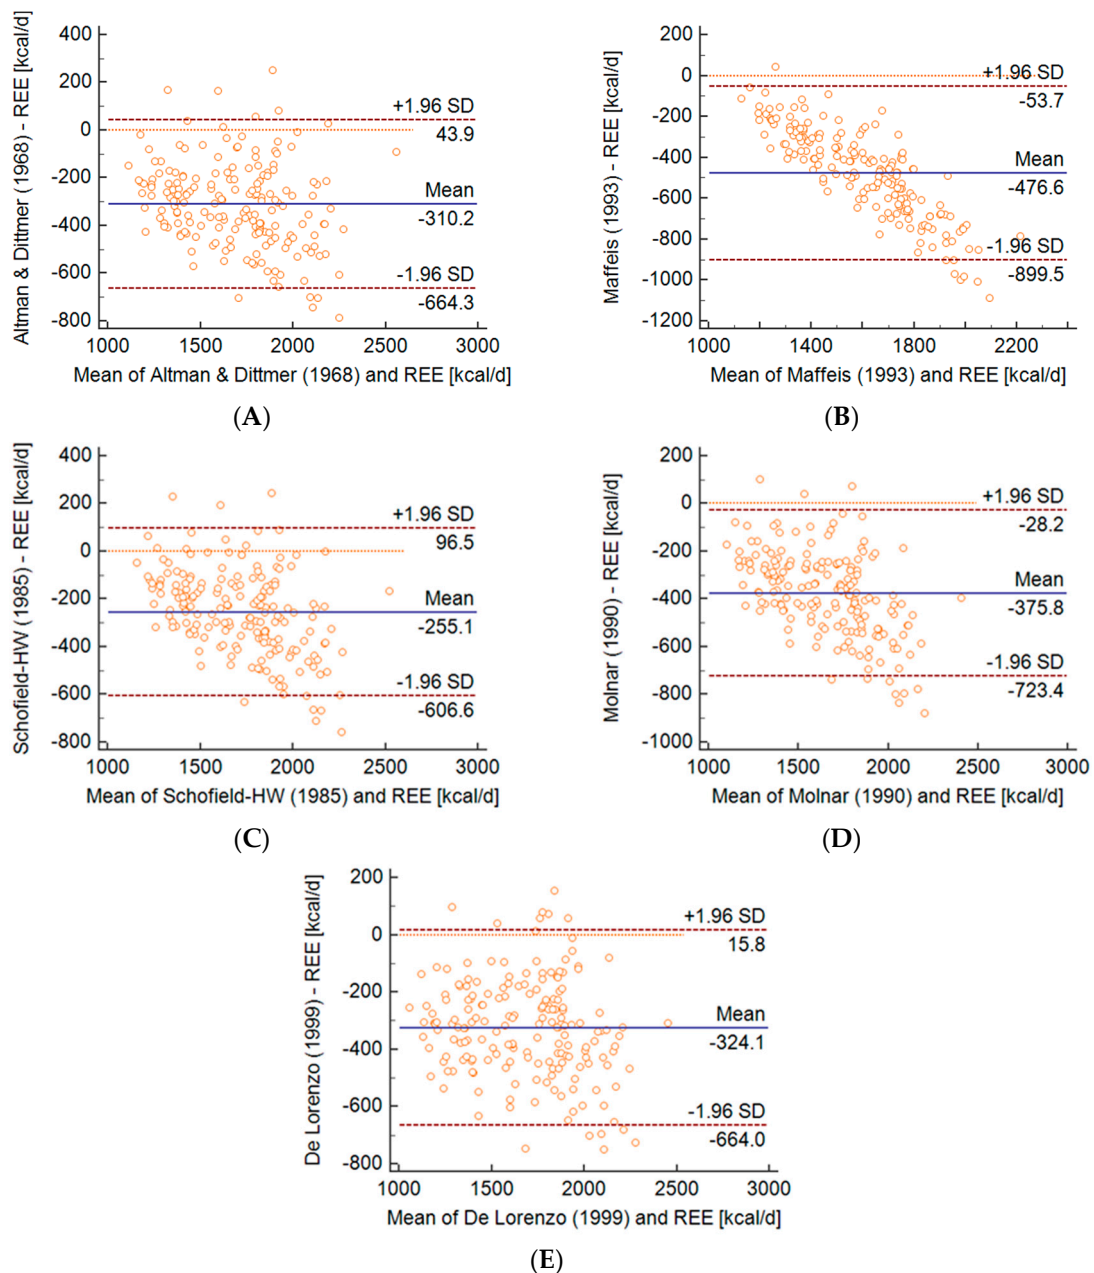 Altman & Dittmer (1968) - REE [kcal/d]
400
200
0
-200
-400
-600
-800
+1.96 SD
43.9
Mean
-310.2
-1.96 SD
-664.3
1000 1500 2000 2500 3000
Mean of Altman & Dittmer (1968) and REE [kcal/d]
(A)
Maffeis (1993) - REE [kcal/d]
200
0
-200
-400
-600
-800
-1000
-1200
+1.96 SD
-53.7
Mean
-476.6
-1.96 SD
-899.5
1000 1400 1800 2200
Mean of Maffeis (1993) and REE [kcal/d]
(B)
Schofield-HW (1985) - REE [kcal/d]
400
200
0
-200
-400
-600
-800
+1.96 SD
96.5
Mean
-255.1
-1.96 SD
-606.6
1000 1500 2000 2500 3000
Mean of Schofield-HW (1985) and REE [kcal/d]
(C)
Molnar (1990) - REE [kcal/d]
200
0
-200
-400
-600
-800
-1000
+1.96 SD
-28.2
Mean
-375.8
-1.96 SD
-723.4
1000 1500 2000 2500 3000
Mean of Molnar (1990) and REE [kcal/d]
(D)
De Lorenzo (1999) - REE [kcal/d]
200
0
-200
-400
-600
-800
+1.96 SD
15.8
Mean
-324.1
-1.96 SD
-664.0
1000 1500 2000 2500 3000
Mean of De Lorenzo (1999) and REE [kcal/d]
(E)